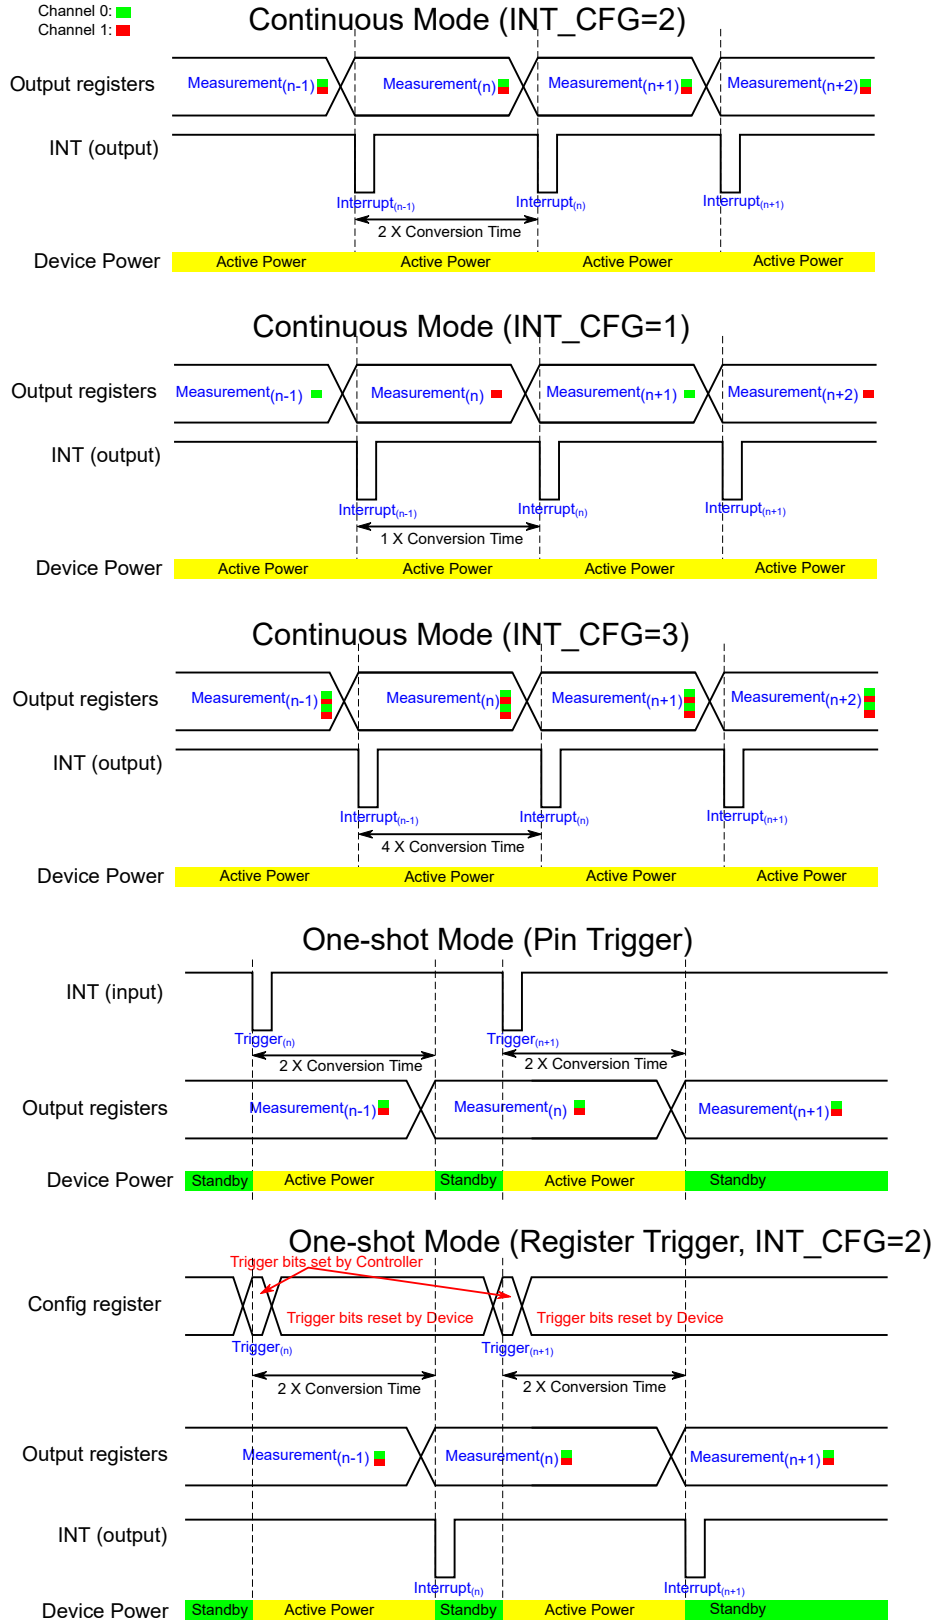 Channel 0:
Channel 1:
Continuous Mode (INT_CFG=2)
Output registers
Measurement(n-1) Measurement(n) Measurement(n+1) Measurement(n+2)
INT (output)
Interrupt(n-1) Interrupt(n) Interrupt(n+1)
2 X Conversion Time
Device Power
Active Power Active Power Active Power Active Power
Continuous Mode (INT_CFG=1)
Output registers
Measurement(n-1) Measurement(n) Measurement(n+1) Measurement(n+2)
INT (output)
Interrupt(n-1) Interrupt(n) Interrupt(n+1)
1 X Conversion Time
Device Power
Active Power Active Power Active Power Active Power
Continuous Mode (INT_CFG=3)
Output registers
Measurement(n-1) Measurement(n) Measurement(n+1) Measurement(n+2)
INT (output)
Interrupt(n-1) Interrupt(n) Interrupt(n+1)
4 X Conversion Time
Device Power
Active Power Active Power Active Power Active Power
One-shot Mode (Pin Trigger)
INT (input)
Trigger(n) Trigger(n+1)
2 X Conversion Time 2 X Conversion Time
Output registers
Measurement(n-1) Measurement(n) Measurement(n+1)
Device Power
Standby Active Power Standby Active Power Standby
One-shot Mode (Register Trigger, INT_CFG=2)
Trigger bits set by Controller
Config register
Trigger bits reset by Device Trigger bits reset by Device
Trigger(n) Trigger(n+1)
2 X Conversion Time 2 X Conversion Time
Output registers
Measurement(n-1) Measurement(n) Measurement(n+1)
INT (output)
Interrupt(n) Interrupt(n+1)
Device Power
Standby Active Power Standby Active Power Standby